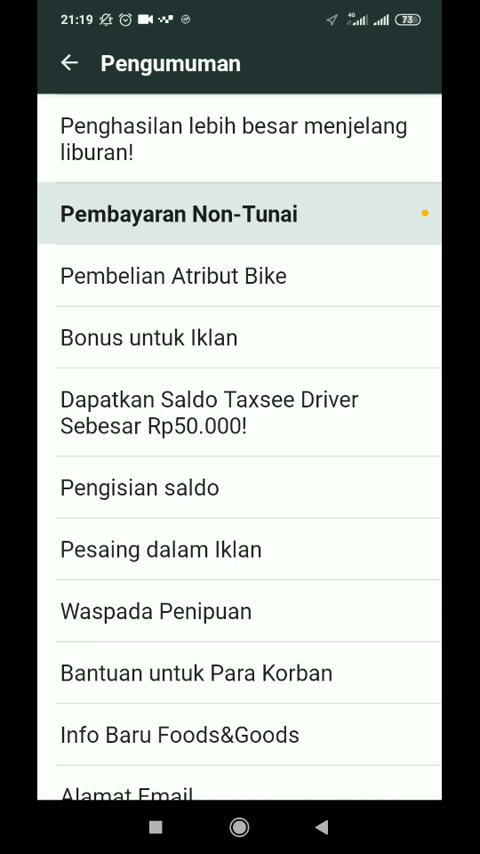 21:19 4G 73
Pengumuman
Penghasilan lebih besar menjelang
liburan!
Pembayaran Non-Tunai
Pembelian Atribut Bike
Bonus untuk Iklan
Dapatkan Saldo Taxsee Driver
Sebesar Rp50.000!
Pengisian saldo
Pesaing dalam Iklan
Waspada Penipuan
Bantuan untuk Para Korban
Info Baru Foods&Goods
Alamat Email